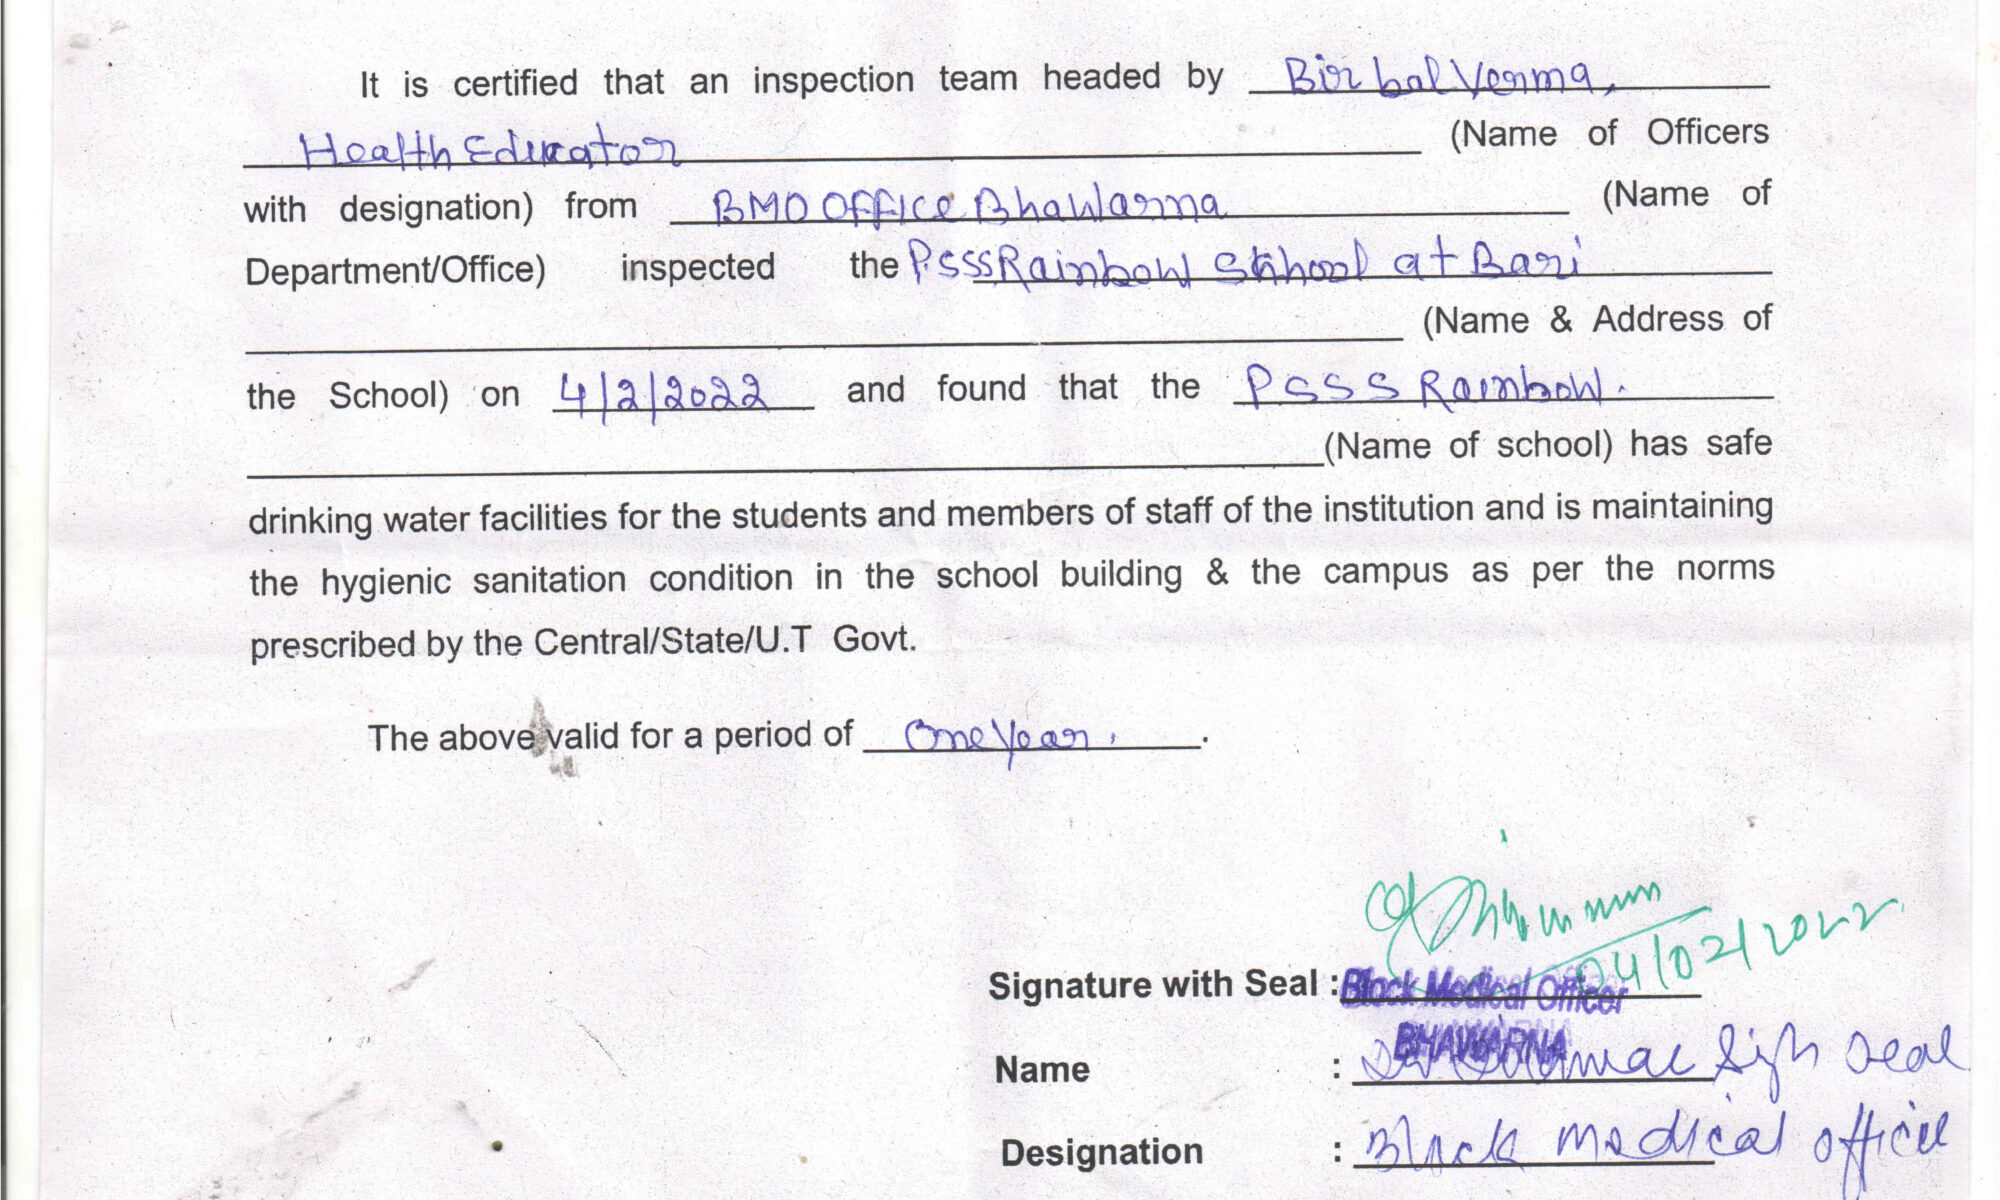 It is certified that an inspection team headed by Birbal Verma,
Health Educator (Name of Officers
with designation) from BMO Office Bhawarna (Name of
Department/Office) inspected the P.SSS Rainbow School at Bari
(Name & Address of
the School) on 4/2/2022 and found that the PSSS Rainbow.
(Name of school) has safe
drinking water facilities for the students and members of staff of the institution and is maintaining
the hygienic sanitation condition in the school building & the campus as per the norms
prescribed by the Central/State/U.T Govt.
The above valid for a period of One Year. .
04/02/2022
Signature with Seal : Block Medical Officer
BHAWARNA
Name : Dr
Designation : Block Medical Officer